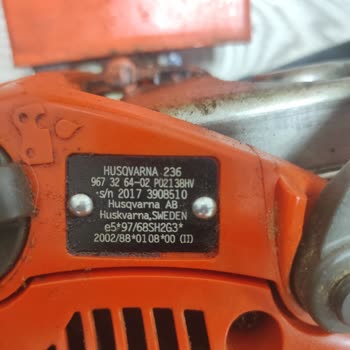 HUSQVARNA 236
967 32 64-02 P02138HV
s/n 2017 3908510
Husqvarna AB
Huskvarna, SWEDEN
e5*97/68SH2G3*
2002/88*0108*00 (II)